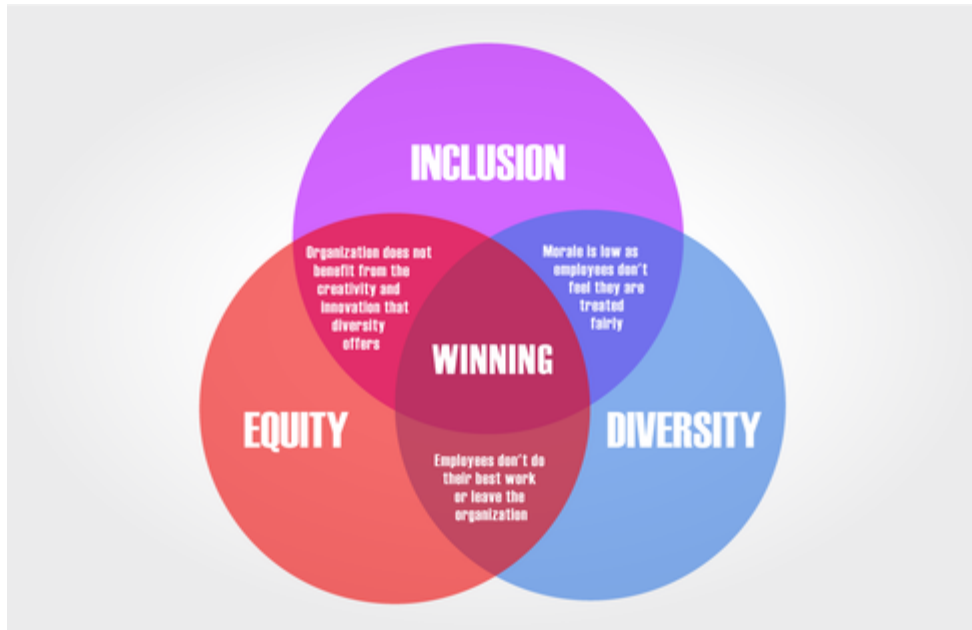 INCLUSION
Organization does not
benefit from the
creativity and
innovation that
diversity
offers
Morale is low as
employees don't
feel they are
treated
fairly
WINNING
EQUITY
DIVERSITY
Employees don't do
their best work
or leave the
organization